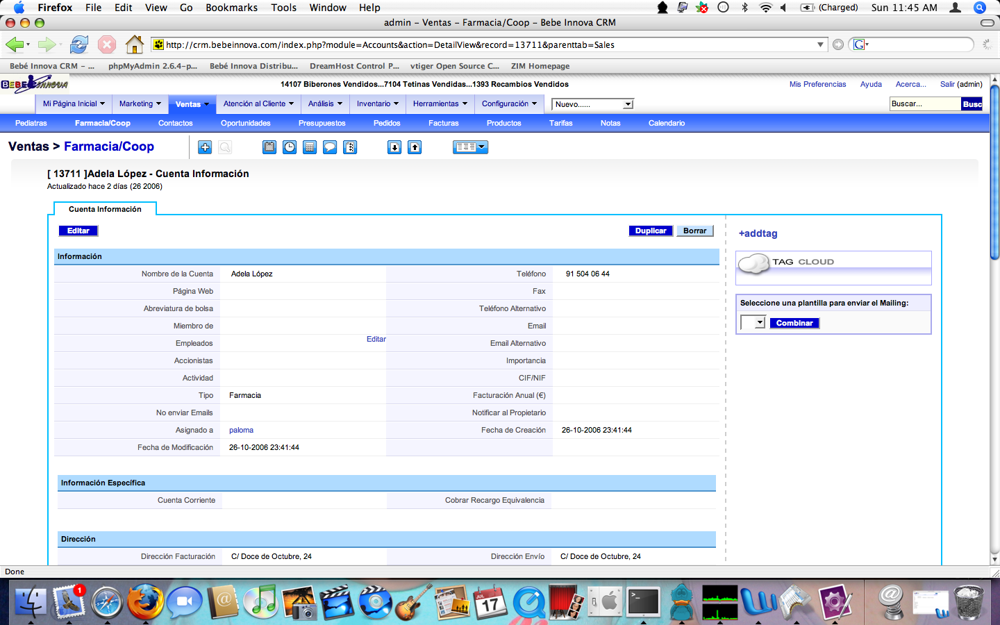 Firefox File Edit View Go Bookmarks Tools Window Help (Charged) Sun 11:45 AM
admin – Ventas – Farmacia/Coop – Bebe Innova CRM
http://crm.bebeinnova.com/index.php?module=Accounts&action=DetailView&record=13711&parenttab=Sales G
Bebé Innova CRM – ... phpMyAdmin 2.6.4–p... Bebé Innova Distribu... DreamHost Control P... vtiger Open Source C... ZIM Homepage
BEBE INNOVA 14107 Biberones Vendidos...7104 Tetinas Vendidas...1393 Recambios Vendidos Mis Preferencias Ayuda Acerca... Salir (admin)
Mi Página Inicial Marketing Ventas Atención al Cliente Análisis Inventario Herramientas Configuración Nuevo...... Buscar... Busc
Pediatras Farmacia/Coop Contactos Oportunidades Presupuestos Pedidos Facturas Productos Tarifas Notas Calendario
Ventas > Farmacia/Coop
[ 13711 ]Adela López - Cuenta Información
Actualizado hace 2 días (26 2006)
Cuenta Información
Editar Duplicar Borrar +addtag
Información
TAG CLOUD
Nombre de la Cuenta Adela López Teléfono 91 504 06 44
Página Web Fax
Seleccione una plantilla para enviar el Mailing:
Abreviatura de bolsa Teléfono Alternativo
Miembro de Email Combinar
Empleados Editar Email Alternativo
Accionistas Importancia
Actividad CIF/NIF
Tipo Farmacia Facturación Anual (€)
No enviar Emails Notificar al Propietario
Asignado a paloma Fecha de Creación 26-10-2006 23:41:44
Fecha de Modificación 26-10-2006 23:41:44
Información Específica
Cuenta Corriente Cobrar Recargo Equivalencia
Dirección
Dirección Facturación C/ Doce de Octubre, 24 Dirección Envío C/ Doce de Octubre, 24
Done
1
JUL
17